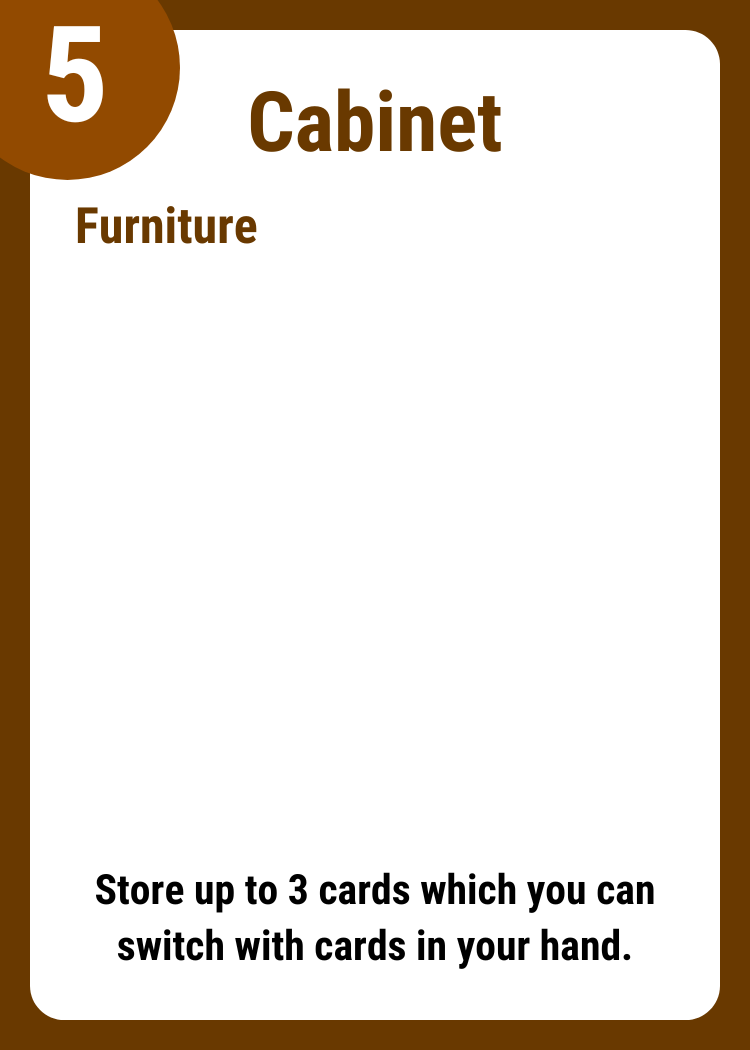 5
Cabinet
Furniture
Store up to 3 cards which you can
switch with cards in your hand.